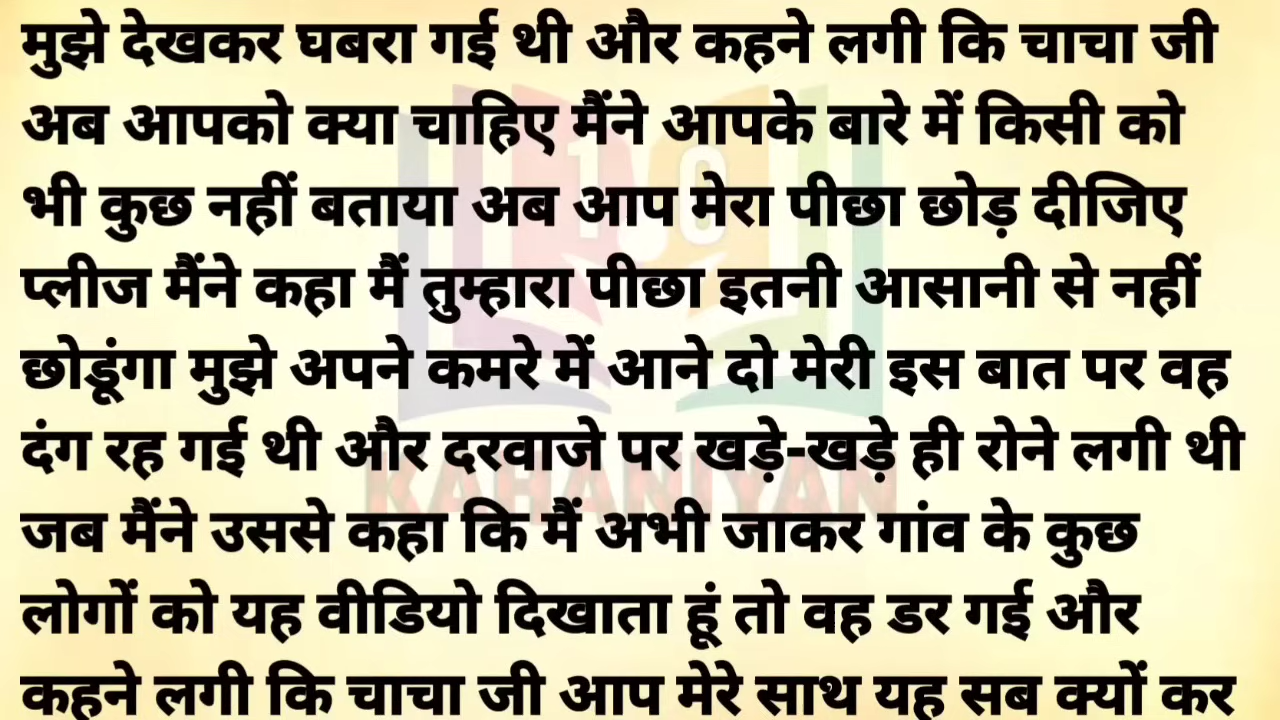 मुझे देखकर घबरा गई थी और कहने लगी कि चाचा जी
अब आपको क्या चाहिए मैंने आपके बारे में किसी को
भी कुछ नहीं बताया अब आप मेरा पीछा छोड़ दीजिए
प्लीज मैंने कहा मैं तुम्हारा पीछा इतनी आसानी से नहीं
छोडूंगा मुझे अपने कमरे में आने दो मेरी इस बात पर वह
दंग रह गई थी और दरवाजे पर खड़े-खड़े ही रोने लगी थी
जब मैंने उससे कहा कि मैं अभी जाकर गांव के कुछ
लोगों को यह वीडियो दिखाता हूं तो वह डर गई और
कहने लगी कि चाचा जी आप मेरे साथ यह सब क्यों कर
KAHANIYAN